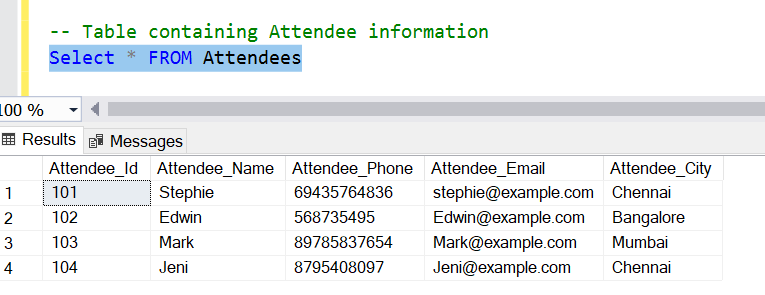 -- Table containing Attendee information
Select * FROM Attendees
100 %
Results Messages
Attendee_Id Attendee_Name Attendee_Phone Attendee_Email Attendee_City
1 101 Stephie 69435764836 stephie@example.com Chennai
2 102 Edwin 568735495 Edwin@example.com Bangalore
3 103 Mark 89785837654 Mark@example.com Mumbai
4 104 Jeni 8795408097 Jeni@example.com Chennai